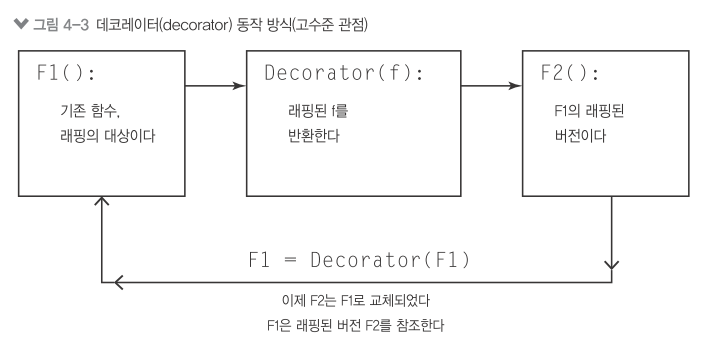 그림 4-3 데코레이터(decorator) 동작 방식(고수준 관점)
F1():
기존 함수,
래핑의 대상이다
Decorator(f):
래핑된 f를
반환한다
F2():
F1의 래핑된
버전이다
F1 = Decorator(F1)
이제 F2는 F1로 교체되었다
F1은 래핑된 버전 F2를 참조한다